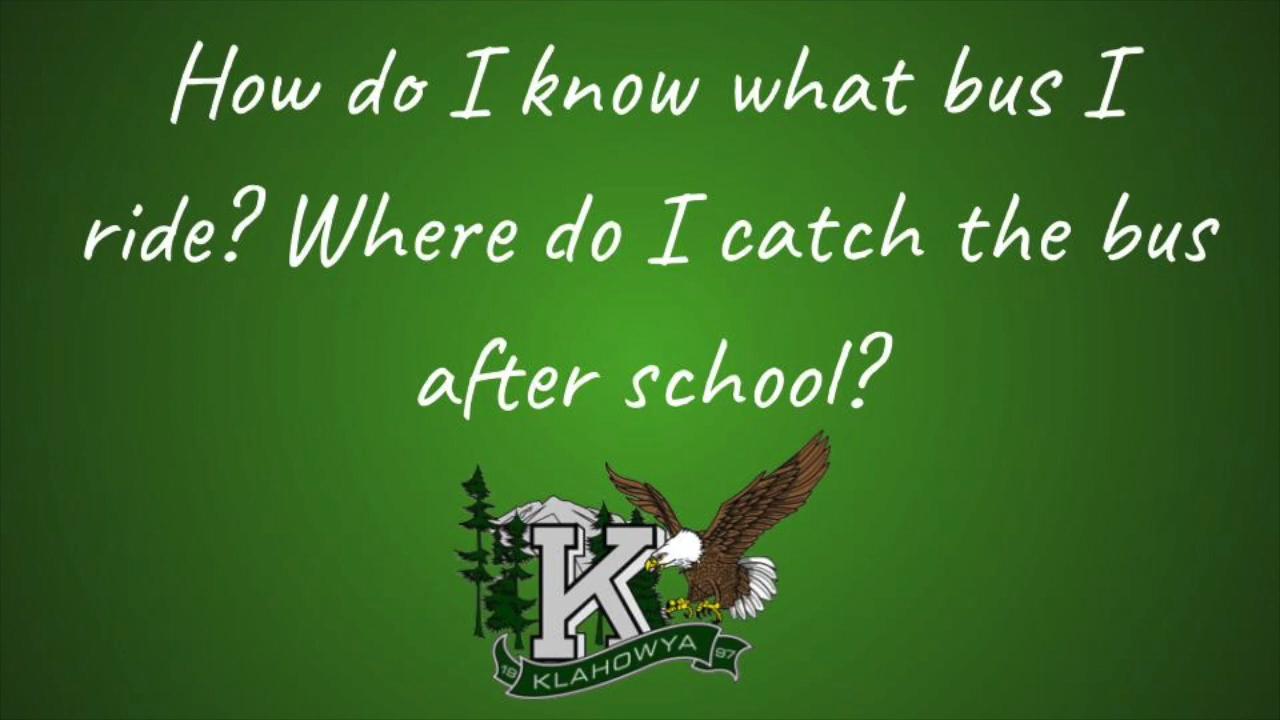 How do I know what bus I
ride? Where do I catch the bus
after school?
K
19 KLAHOWYA 97